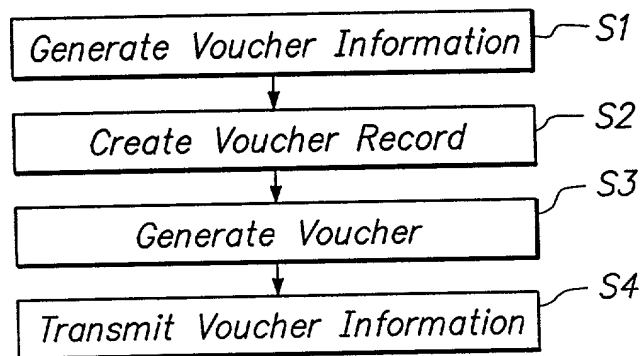 Generate Voucher Information
S1
Create Voucher Record
S2
Generate Voucher
S3
Transmit Voucher Information
S4